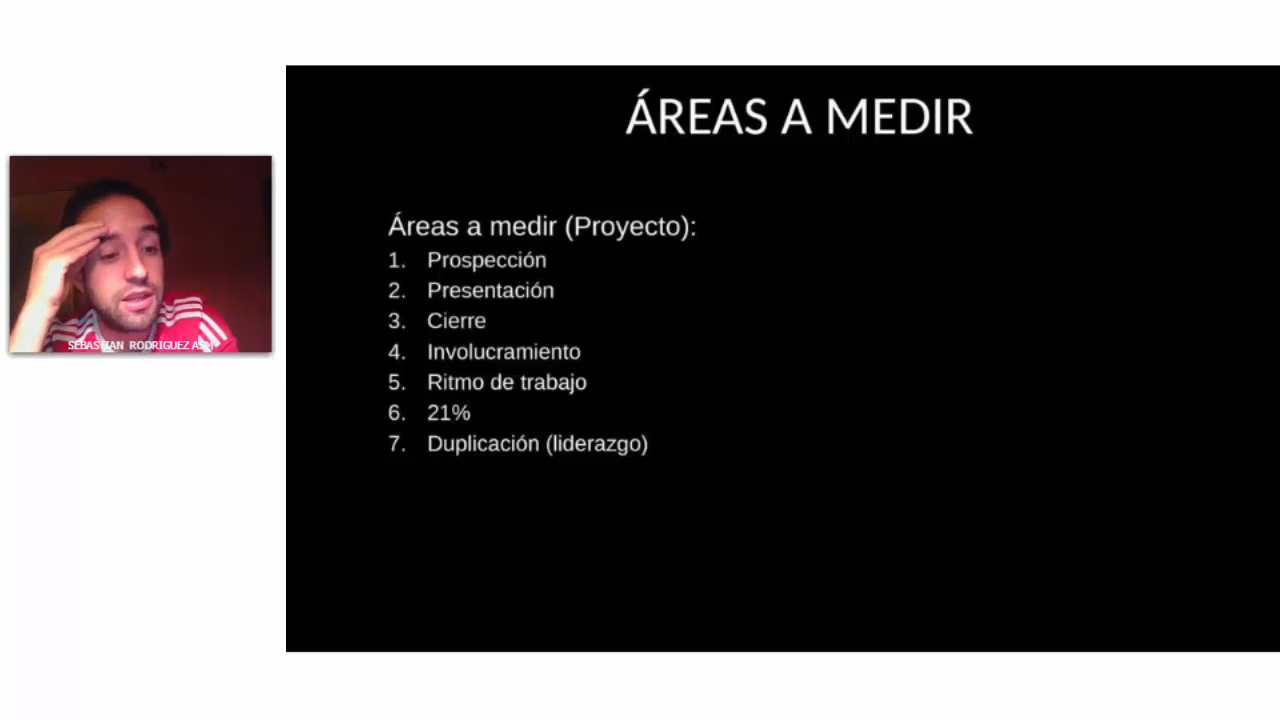 ÁREAS A MEDIR
Áreas a medir (Proyecto):
1. Prospección
2. Presentación
3. Cierre
4. Involucramiento
5. Ritmo de trabajo
6. 21%
7. Duplicación (liderazgo)
SEBASTIAN RODRIGUEZ ASM